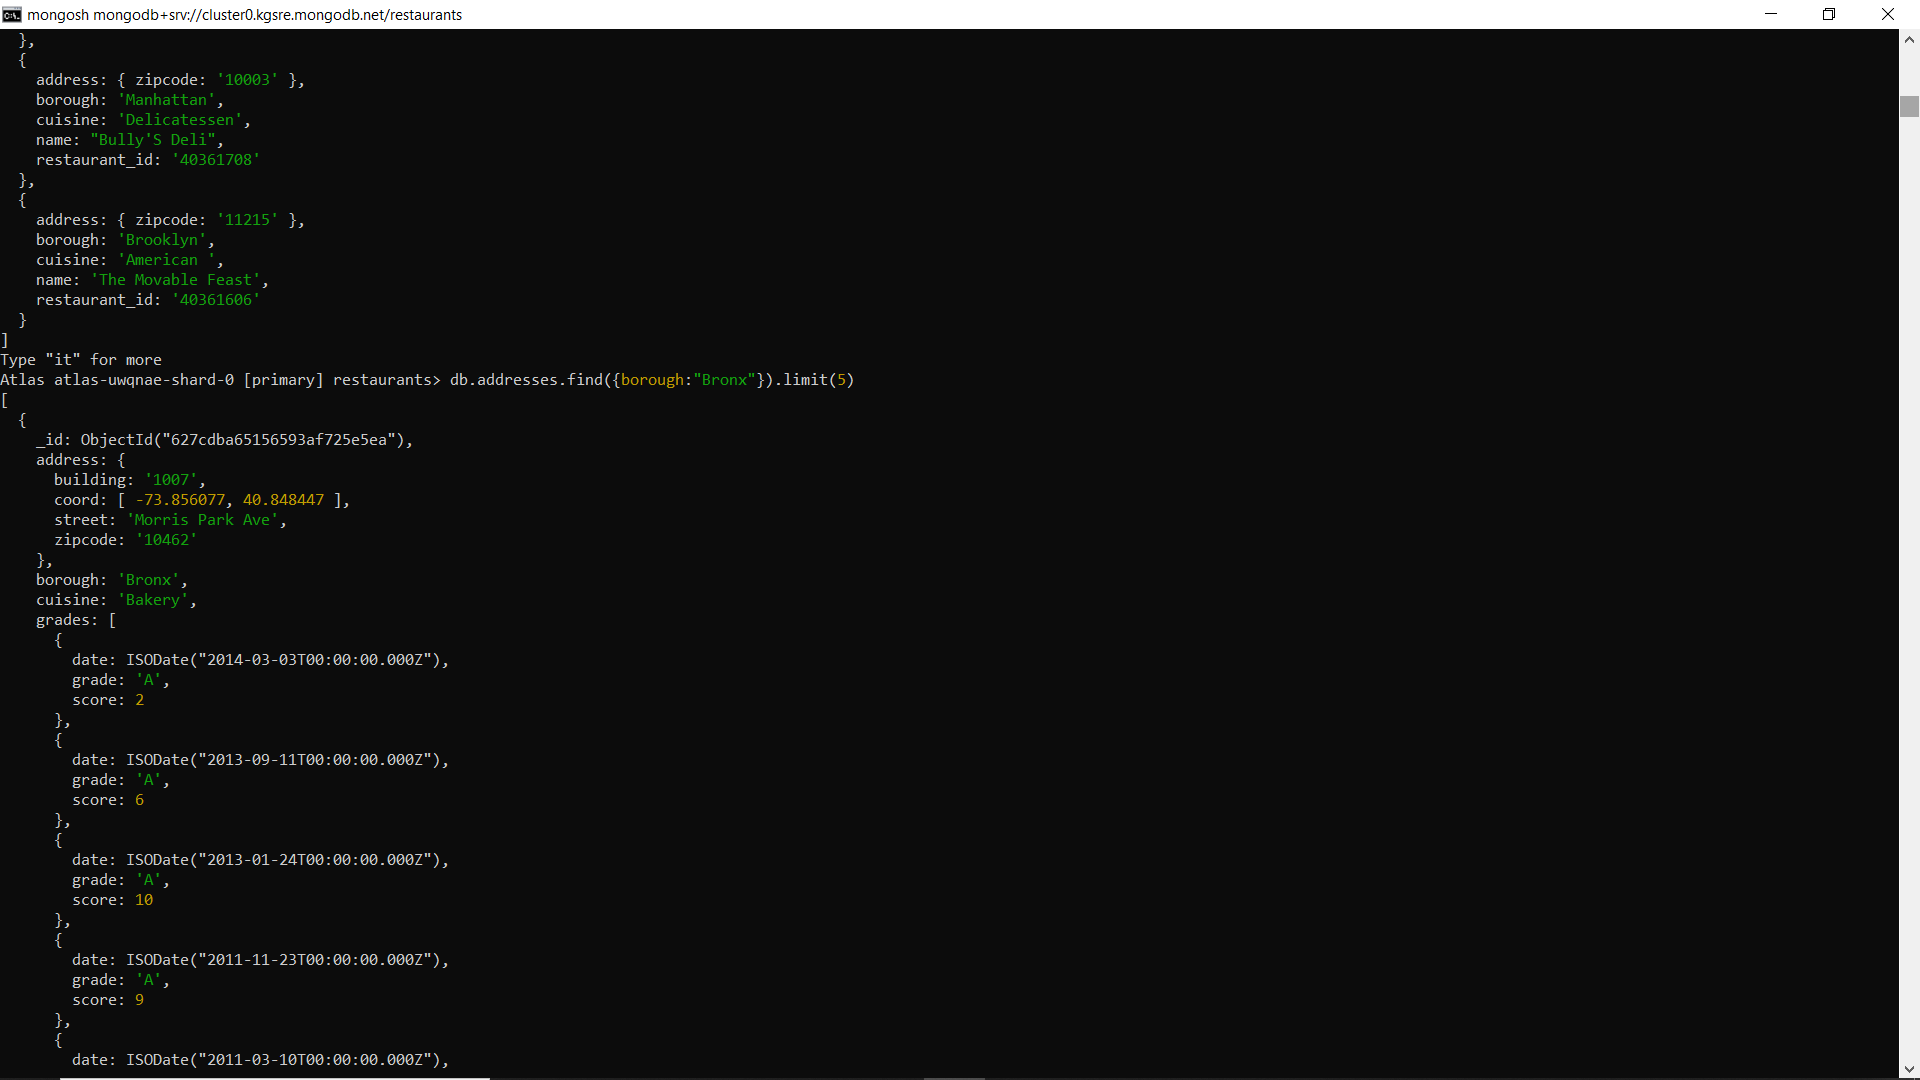 mongosh mongodb+srv://cluster0.kgsre.mongodb.net/restaurants
  },
  {
    address: { zipcode: '10003' },
    borough: 'Manhattan',
    cuisine: 'Delicatessen',
    name: "Bully'S Deli",
    restaurant_id: '40361708'
  },
  {
    address: { zipcode: '11215' },
    borough: 'Brooklyn',
    cuisine: 'American ',
    name: 'The Movable Feast',
    restaurant_id: '40361606'
  }
]
Type "it" for more
Atlas atlas-uwqnae-shard-0 [primary] restaurants> db.addresses.find({borough:"Bronx"}).limit(5)
[
  {
    _id: ObjectId("627cdba65156593af725e5ea"),
    address: {
      building: '1007',
      coord: [ -73.856077, 40.848447 ],
      street: 'Morris Park Ave',
      zipcode: '10462'
    },
    borough: 'Bronx',
    cuisine: 'Bakery',
    grades: [
      {
        date: ISODate("2014-03-03T00:00:00.000Z"),
        grade: 'A',
        score: 2
      },
      {
        date: ISODate("2013-09-11T00:00:00.000Z"),
        grade: 'A',
        score: 6
      },
      {
        date: ISODate("2013-01-24T00:00:00.000Z"),
        grade: 'A',
        score: 10
      },
      {
        date: ISODate("2011-11-23T00:00:00.000Z"),
        grade: 'A',
        score: 9
      },
      {
        date: ISODate("2011-03-10T00:00:00.000Z"),